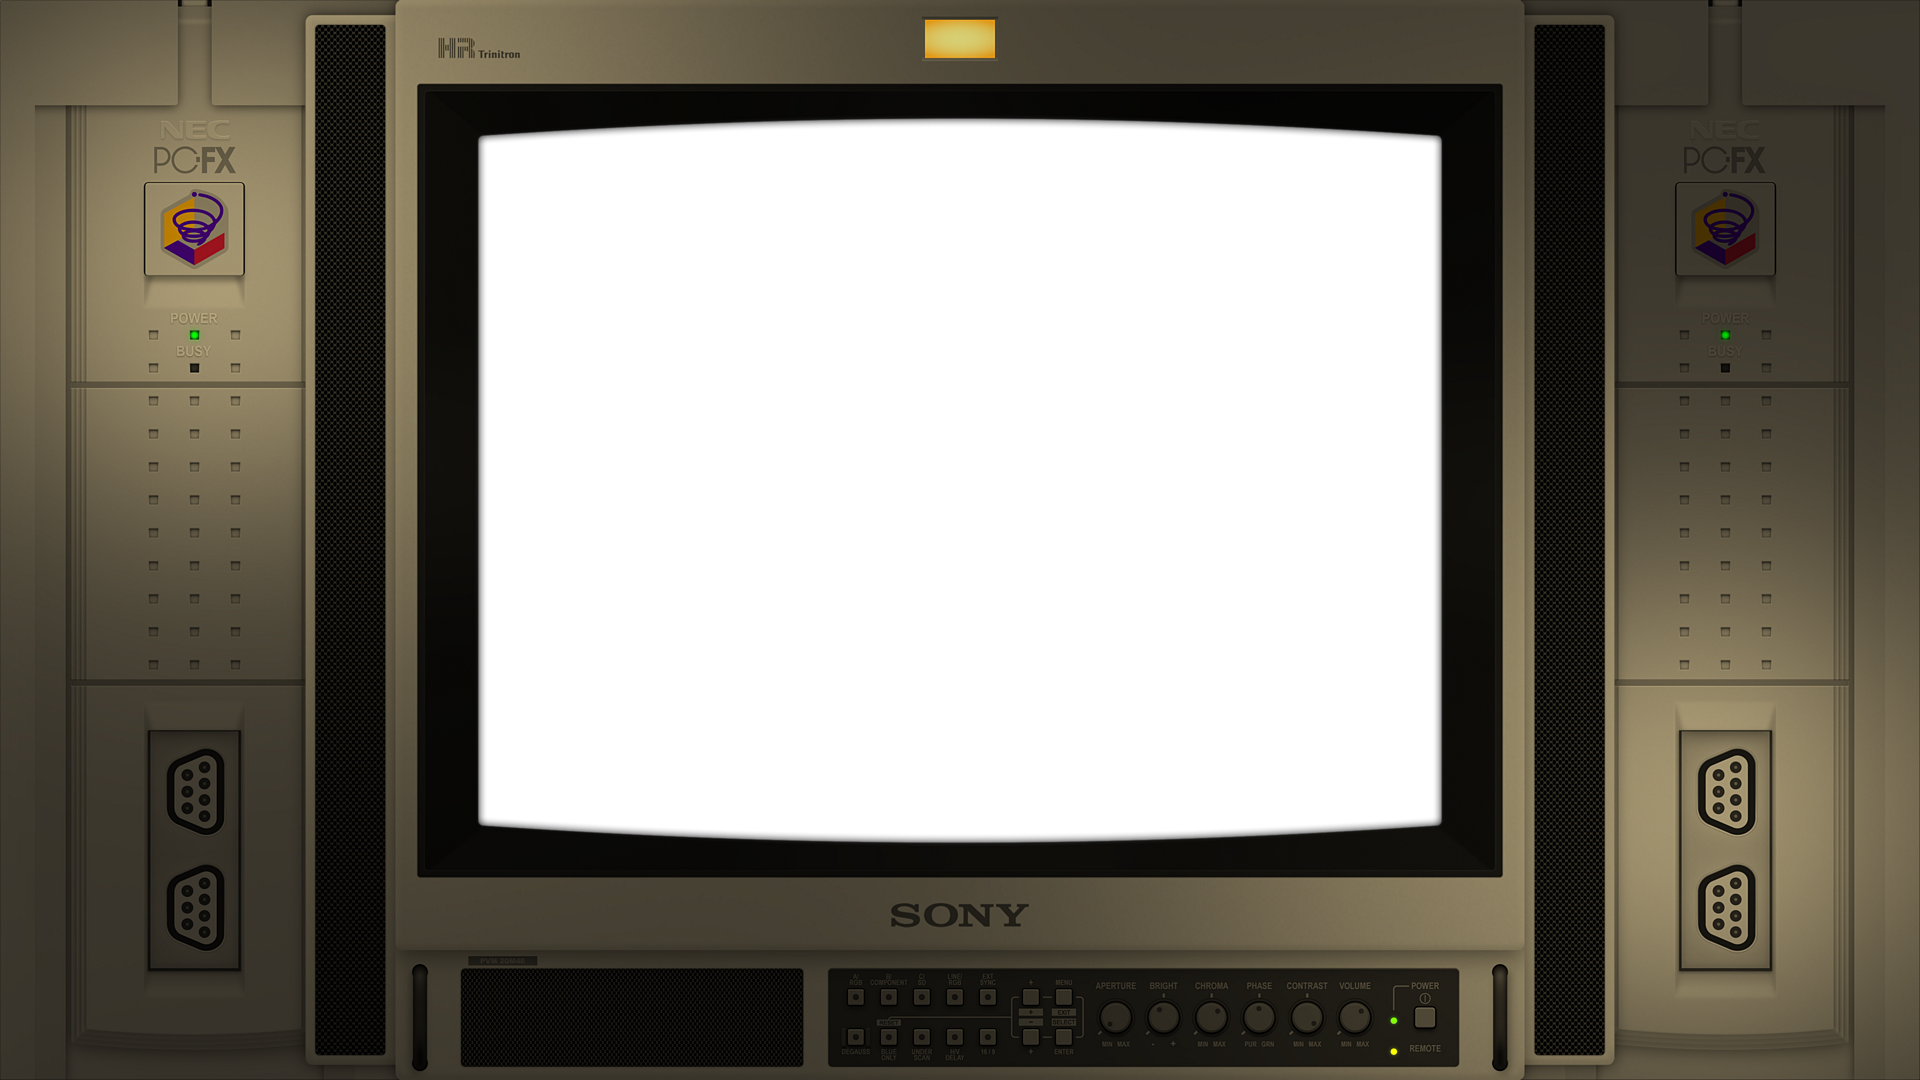 HR Trinitron
NEC
PC-FX
POWER
BUSY
NEC
PC-FX
POWER
BUSY
SONY
A/
RGB
B/
COMPONENT
C/
SDI
LINE/
RGB
EXT
SYNC
MENU
APERTURE
BRIGHT
CHROMA
PHASE
CONTRAST
VOLUME
POWER
RESET
EXIT
SELECT
DEGAUSS
BLUE
ONLY
UNDER
SCAN
H/V
DELAY
16/9
ENTER
MIN MAX
- +
MIN MAX
PUR GRN
MIN MAX
MIN MAX
REMOTE